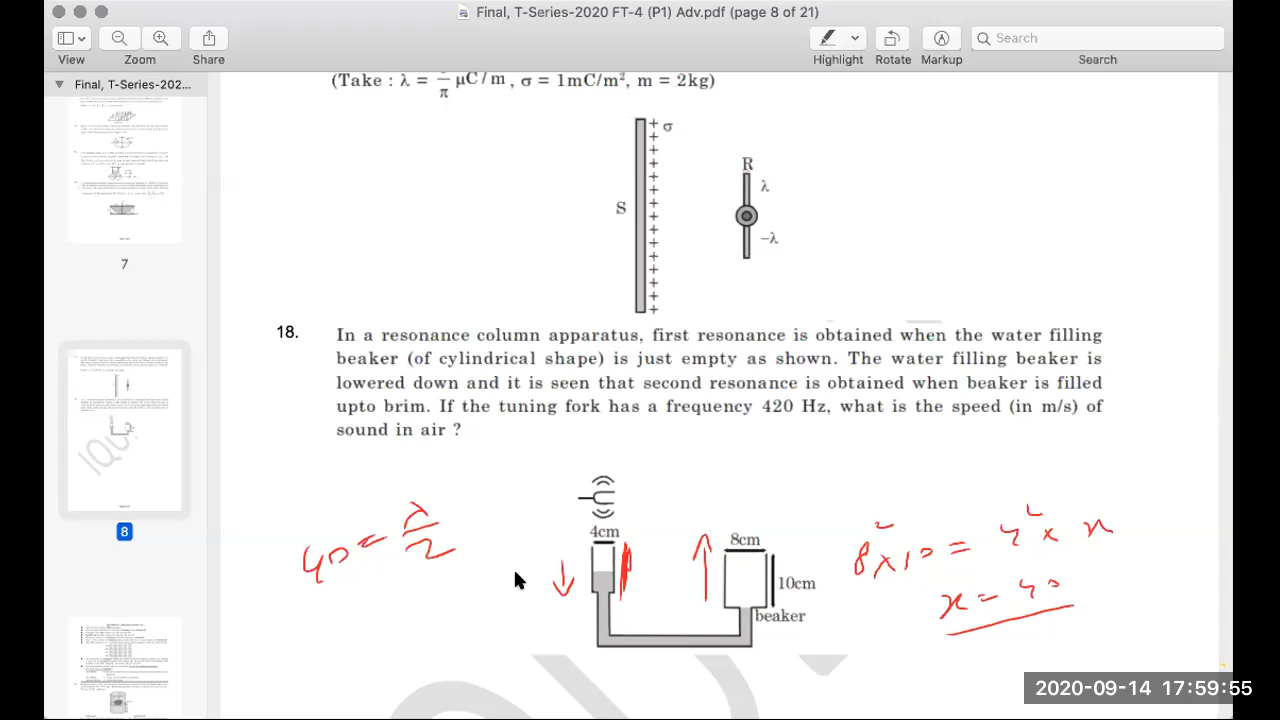 Final, T-Series-2020 FT-4 (P1) Adv.pdf (page 8 of 21)
View
Zoom
Share
Highlight
Rotate
Markup
Search
Search
Final, T-Series-202...
7
8
(Take : λ = /π μC / m , σ = 1mC/m², m = 2kg)
σ
S
R
λ
−λ
18. In a resonance column apparatus, first resonance is obtained when the water filling
beaker (of cylindrical shape) is just empty as shown. The water filling beaker is
lowered down and it is seen that second resonance is obtained when beaker is filled
upto brim. If the tuning fork has a frequency 420 Hz, what is the speed (in m/s) of
sound in air ?
40 = λ/2
4cm
8cm
10cm
beaker
8² × 10 = 4² × x
x = 40
2020-09-14 17:59:55